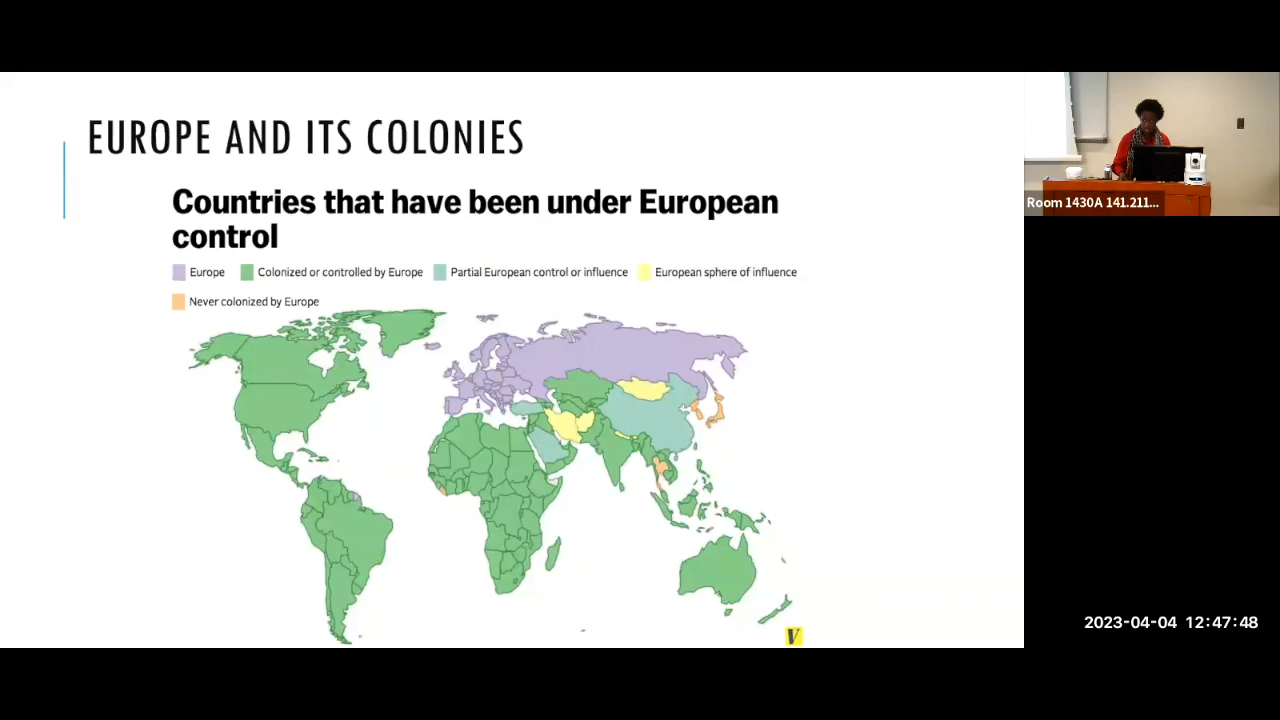 EUROPE AND ITS COLONIES
Countries that have been under European
control
Europe Colonized or controlled by Europe Partial European control or influence European sphere of influence
Never colonized by Europe
V
Room 1430A 141.211...
2023-04-04 12:47:48